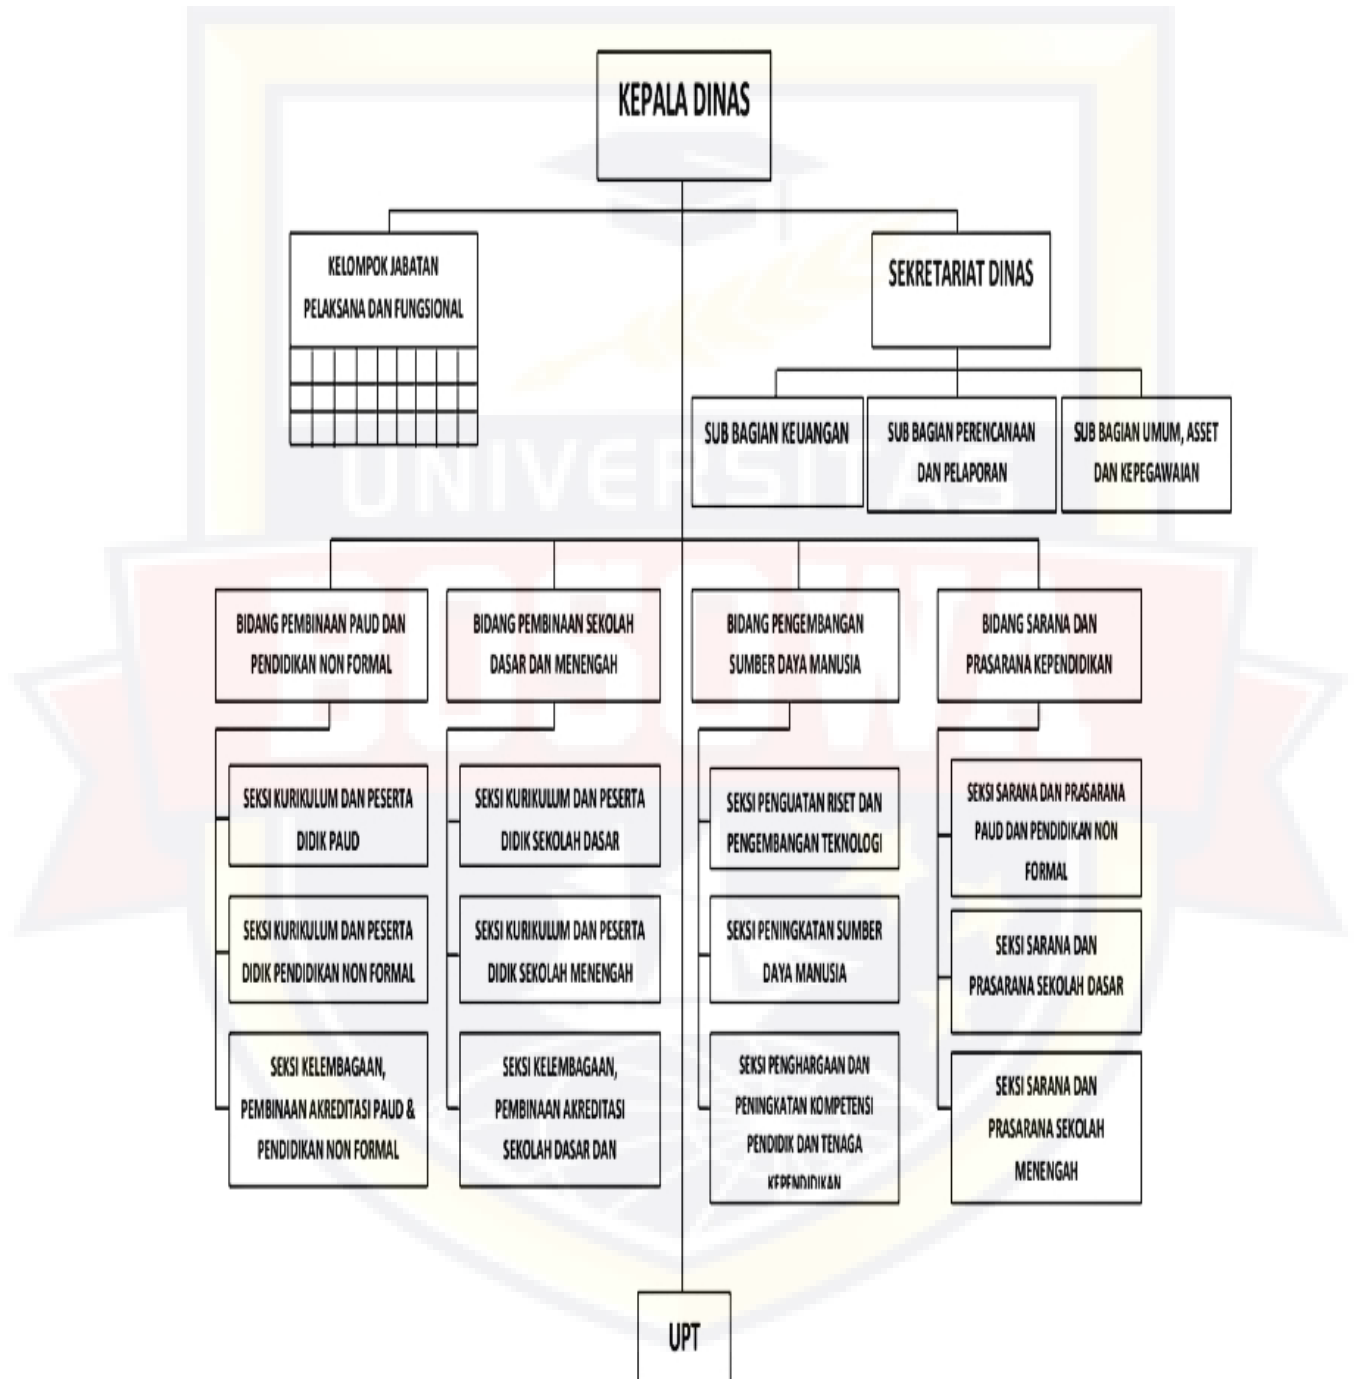 KEPALA DINAS
KELOMPOK JABATAN
PELAKSANA DAN FUNGSIONAL
SEKRETARIAT DINAS
SUB BAGIAN KEUANGAN
SUB BAGIAN PERENCANAAN
DAN PELAPORAN
SUB BAGIAN UMUM, ASSET
DAN KEPEGAWAIAN
UNIVERSITAS
BOSOWA
BIDANG PEMBINAAN PAUD DAN
PENDIDIKAN NON FORMAL
BIDANG PEMBINAAN SEKOLAH
DASAR DAN MENENGAH
BIDANG PENGEMBANGAN
SUMBER DAYA MANUSIA
BIDANG SARANA DAN
PRASARANA KEPENDIDIKAN
SEKSI KURIKULUM DAN PESERTA
DIDIK PAUD
SEKSI KURIKULUM DAN PESERTA
DIDIK PENDIDIKAN NON FORMAL
SEKSI KELEMBAGAAN,
PEMBINAAN AKREDITASI PAUD &
PENDIDIKAN NON FORMAL
SEKSI KURIKULUM DAN PESERTA
DIDIK SEKOLAH DASAR
SEKSI KURIKULUM DAN PESERTA
DIDIK SEKOLAH MENENGAH
SEKSI KELEMBAGAAN,
PEMBINAAN AKREDITASI
SEKOLAH DASAR DAN
SEKSI PENGUATAN RISET DAN
PENGEMBANGAN TEKNOLOGI
SEKSI PENINGKATAN SUMBER
DAYA MANUSIA
SEKSI PENGHARGAAN DAN
PENINGKATAN KOMPETENSI
PENDIDIK DAN TENAGA
KEPENDIDIKAN
SEKSI SARANA DAN PRASARANA
PAUD DAN PENDIDIKAN NON
FORMAL
SEKSI SARANA DAN
PRASARANA SEKOLAH DASAR
SEKSI SARANA DAN
PRASARANA SEKOLAH
MENENGAH
UPT